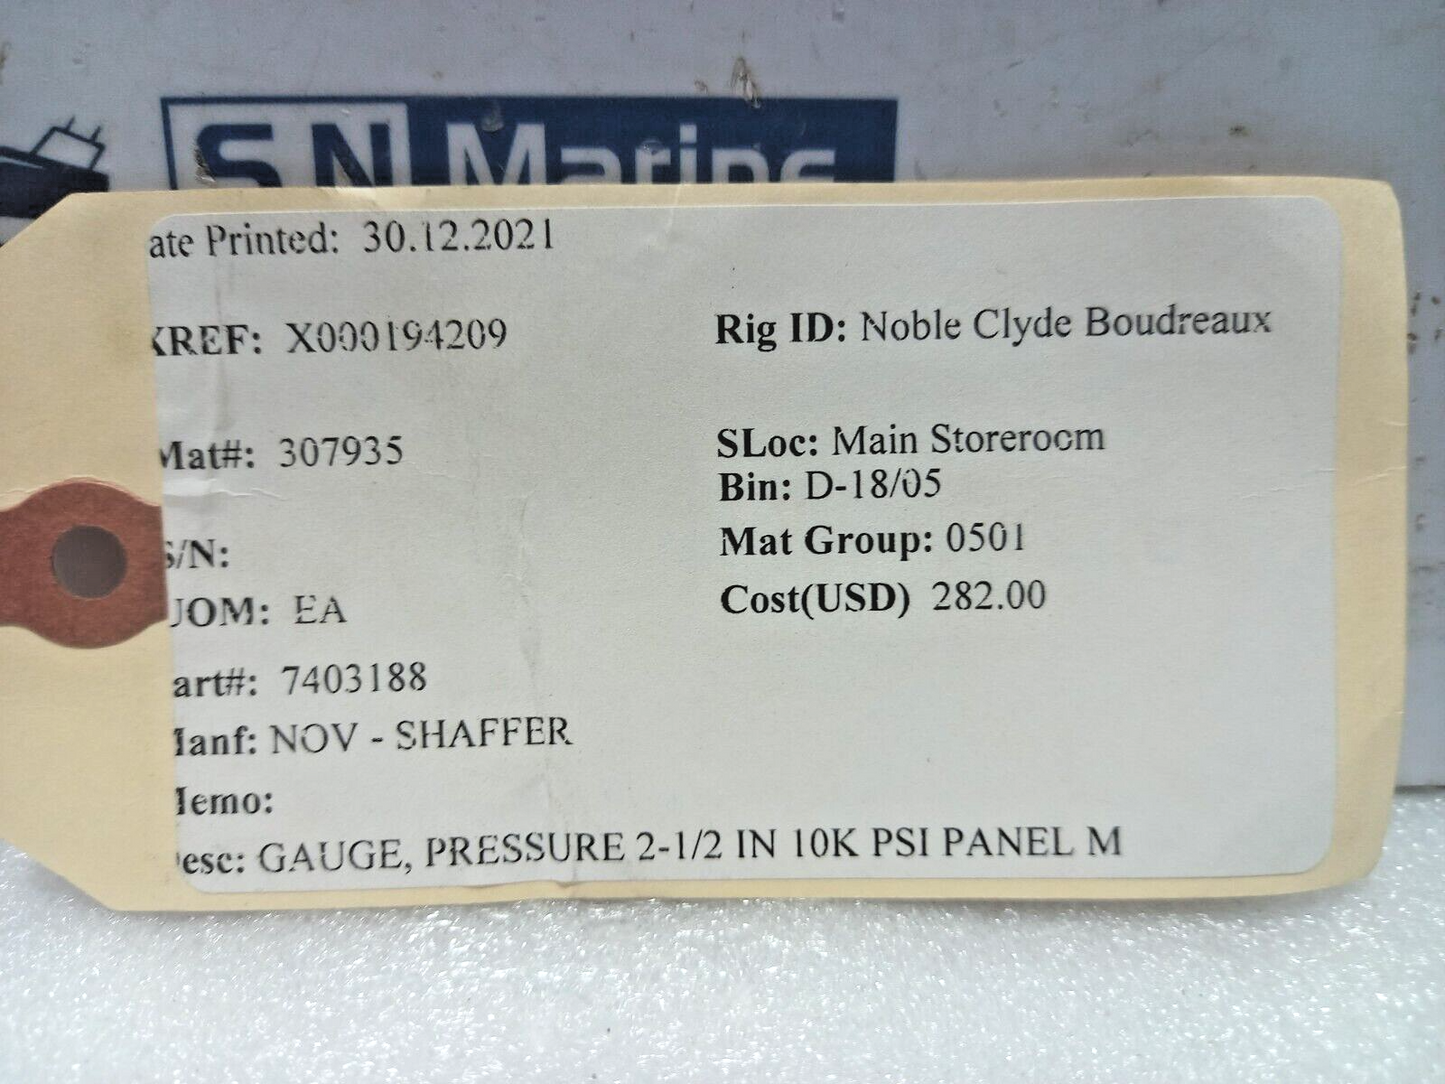 SN Marine
ate Printed: 30.12.2021
XREF: X000194209
Rig ID: Noble Clyde Boudreaux
Mat#: 307935
SLoc: Main Storeroom
Bin: D-18/05
S/N:
Mat Group: 0501
UOM: EA
Cost(USD) 282.00
art#: 7403188
Manf: NOV - SHAFFER
Memo:
esc: GAUGE, PRESSURE 2-1/2 IN 10K PSI PANEL M